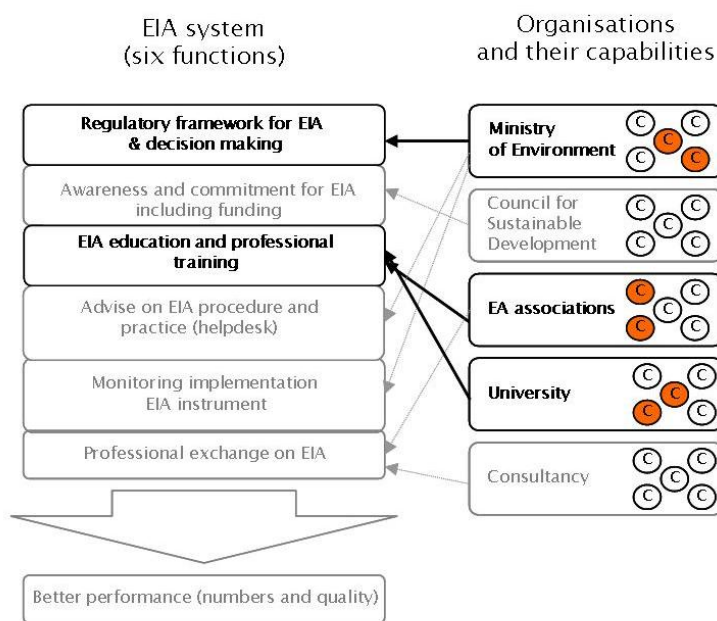 EIA system
(six functions)
Organisations
and their capabilities
Regulatory framework for EIA
& decision making
Awareness and commitment for EIA
including funding
EIA education and professional
training
Advise on EIA procedure and
practice (helpdesk)
Monitoring implementation
EIA instrument
Professional exchange on EIA
Better performance (numbers and quality)
Ministry
of Environment
C C
C
C C
Council for
Sustainable
Development
C C
C
C C
EA associations
C C
C
C C
University
C C
C
C C
Consultancy
C C
C
C C